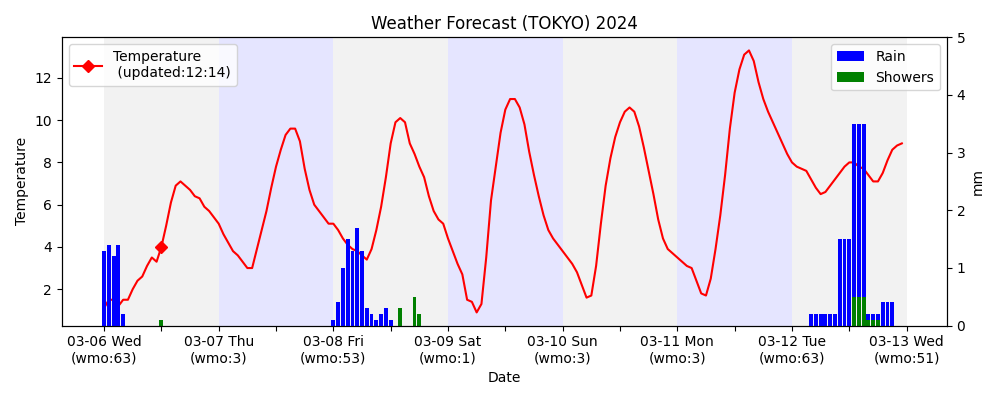 Weather Forecast (TOKYO) 2024
Temperature
(updated:12:14)
Rain
Showers
Temperature
12
10
8
6
4
2
5
4
3
2
1
0
mm
03-06 Wed
(wmo:63)
03-07 Thu
(wmo:3)
03-08 Fri
(wmo:53)
03-09 Sat
(wmo:1)
03-10 Sun
(wmo:3)
03-11 Mon
(wmo:3)
03-12 Tue
(wmo:63)
03-13 Wed
(wmo:51)
Date